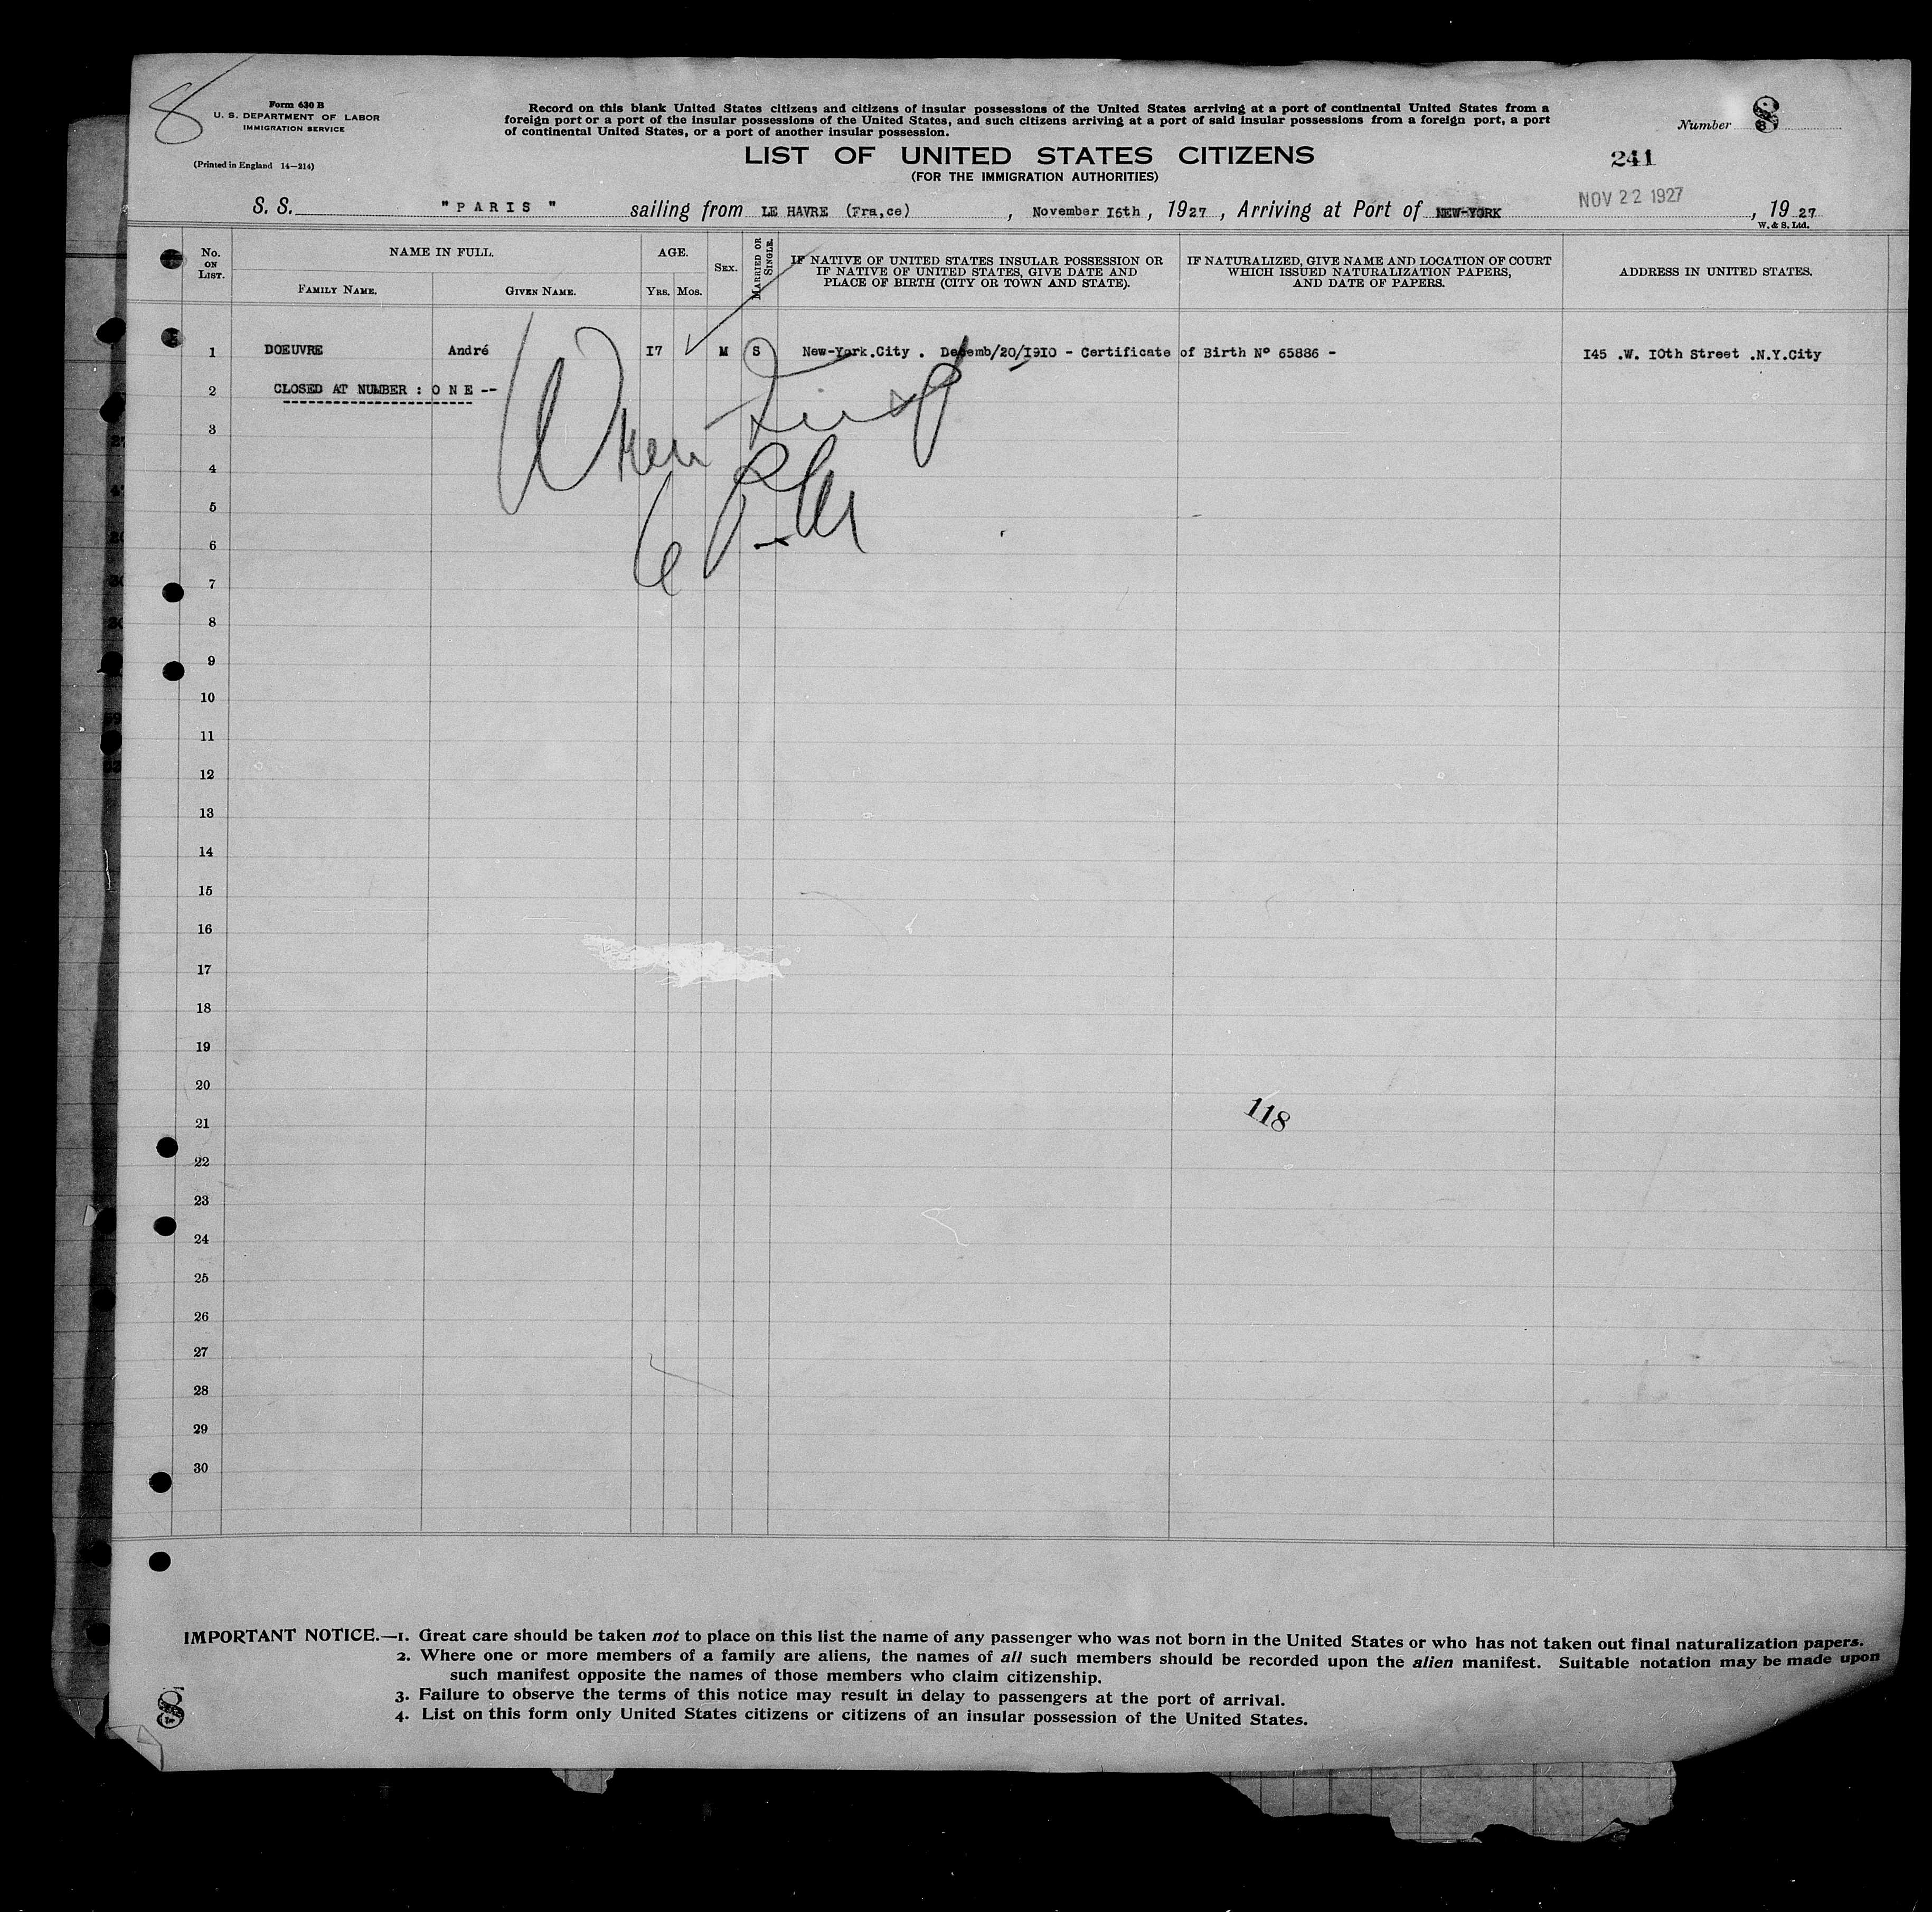 8
Form 630 B
U. S. DEPARTMENT OF LABOR
IMMIGRATION SERVICE
(Printed in England 14—214)
Record on this blank United States citizens and citizens of insular possessions of the United States arriving at a port of continental United States from a
foreign port or a port of the insular possessions of the United States, and such citizens arriving at a port of said insular possessions from a foreign port, a port
of continental United States, or a port of another insular possession.
Number 8
LIST OF UNITED STATES CITIZENS
(FOR THE IMMIGRATION AUTHORITIES)
241
NOV 22 1927
S. S. " PARIS " sailing from LE HAVRE (Fra,ce) , November I6th , 1927 , Arriving at Port of NEW-YORK , 1927
W. & S. Ltd.
No. ON LIST.
NAME IN FULL.
FAMILY NAME.
GIVEN NAME.
AGE.
YRS. MOS.
SEX.
MARRIED OR SINGLE.
IF NATIVE OF UNITED STATES INSULAR POSSESSION OR
IF NATIVE OF UNITED STATES, GIVE DATE AND
PLACE OF BIRTH (CITY OR TOWN AND STATE).
IF NATURALIZED, GIVE NAME AND LOCATION OF COURT
WHICH ISSUED NATURALIZATION PAPERS,
AND DATE OF PAPERS.
ADDRESS IN UNITED STATES.
1 DOEUVRE André I7 M S New-York.City . Decemb/20/I9I0 - Certificate of Birth Nº 65886 - I45 .W. I0th Street .N.Y.City
2 CLOSED AT NUMBER : O N E --
3
4
5
6
7
8
9
10
11
12
13
14
15
16
17
18
19
20
21
118
22
23
24
25
26
27
28
29
30
IMPORTANT NOTICE.—1. Great care should be taken not to place on this list the name of any passenger who was not born in the United States or who has not taken out final naturalization papers.
2. Where one or more members of a family are aliens, the names of all such members should be recorded upon the alien manifest. Suitable notation may be made upon
such manifest opposite the names of those members who claim citizenship.
3. Failure to observe the terms of this notice may result in delay to passengers at the port of arrival.
4. List on this form only United States citizens or citizens of an insular possession of the United States.
8